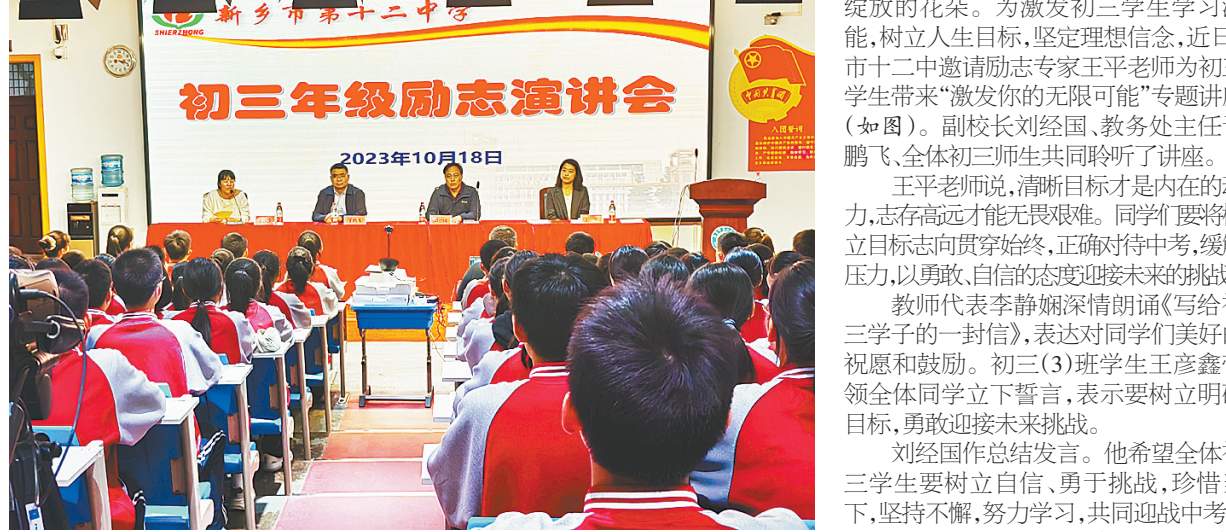 新乡市第十二中学
SHIERZHONG
初三年级励志演讲会
2023年10月18日
中国共青团
入团誓词
绽放的花朵。为激发初三学生学习
能,树立人生目标,坚定理想信念,近日
市十二中邀请励志专家王平老师为初
学生带来“激发你的无限可能”专题讲
(如图)。副校长刘经国、教务处主任
鹏飞、全体初三师生共同聆听了讲座。
王平老师说,清晰目标才是内在的
力,志存高远才能无畏艰难。同学们要将
立目标志向贯穿始终,正确对待中考,缓
压力,以勇敢、自信的态度迎接未来的挑战
教师代表李静娴深情朗诵《写给
三学子的一封信》,表达对同学们美好
祝愿和鼓励。初三(3)班学生王彦鑫
领全体同学立下誓言,表示要树立明
目标,勇敢迎接未来挑战。
刘经国作总结发言。他希望全体
三学生要树立自信、勇于挑战,珍惜
下,坚持不懈,努力学习,共同迎战中考